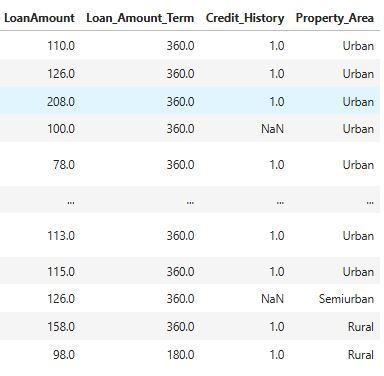 LoanAmount Loan_Amount_Term Credit_History Property_Area
110.0 360.0 1.0 Urban
126.0 360.0 1.0 Urban
208.0 360.0 1.0 Urban
100.0 360.0 NaN Urban
78.0 360.0 1.0 Urban
... ... ... ...
113.0 360.0 1.0 Urban
115.0 360.0 1.0 Urban
126.0 360.0 NaN Semiurban
158.0 360.0 1.0 Rural
98.0 180.0 1.0 Rural